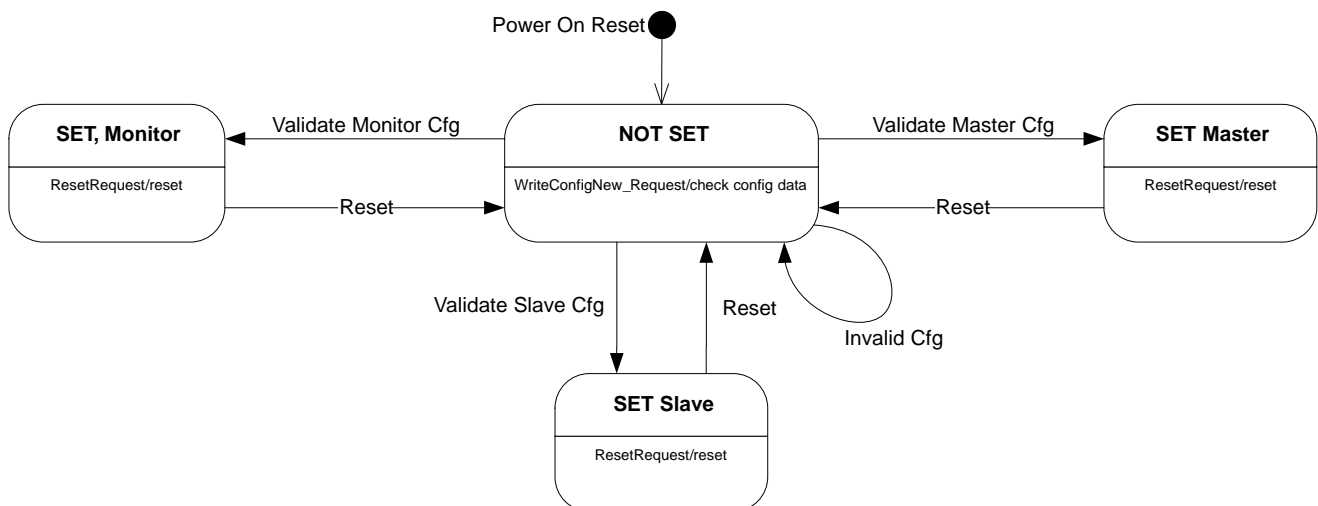 Power On Reset
SET, Monitor
Validate Monitor Cfg
NOT SET
Validate Master Cfg
SET Master
ResetRequest/reset
WriteConfigNew_Request/check config data
ResetRequest/reset
Reset
Reset
Validate Slave Cfg
Reset
Invalid Cfg
SET Slave
ResetRequest/reset